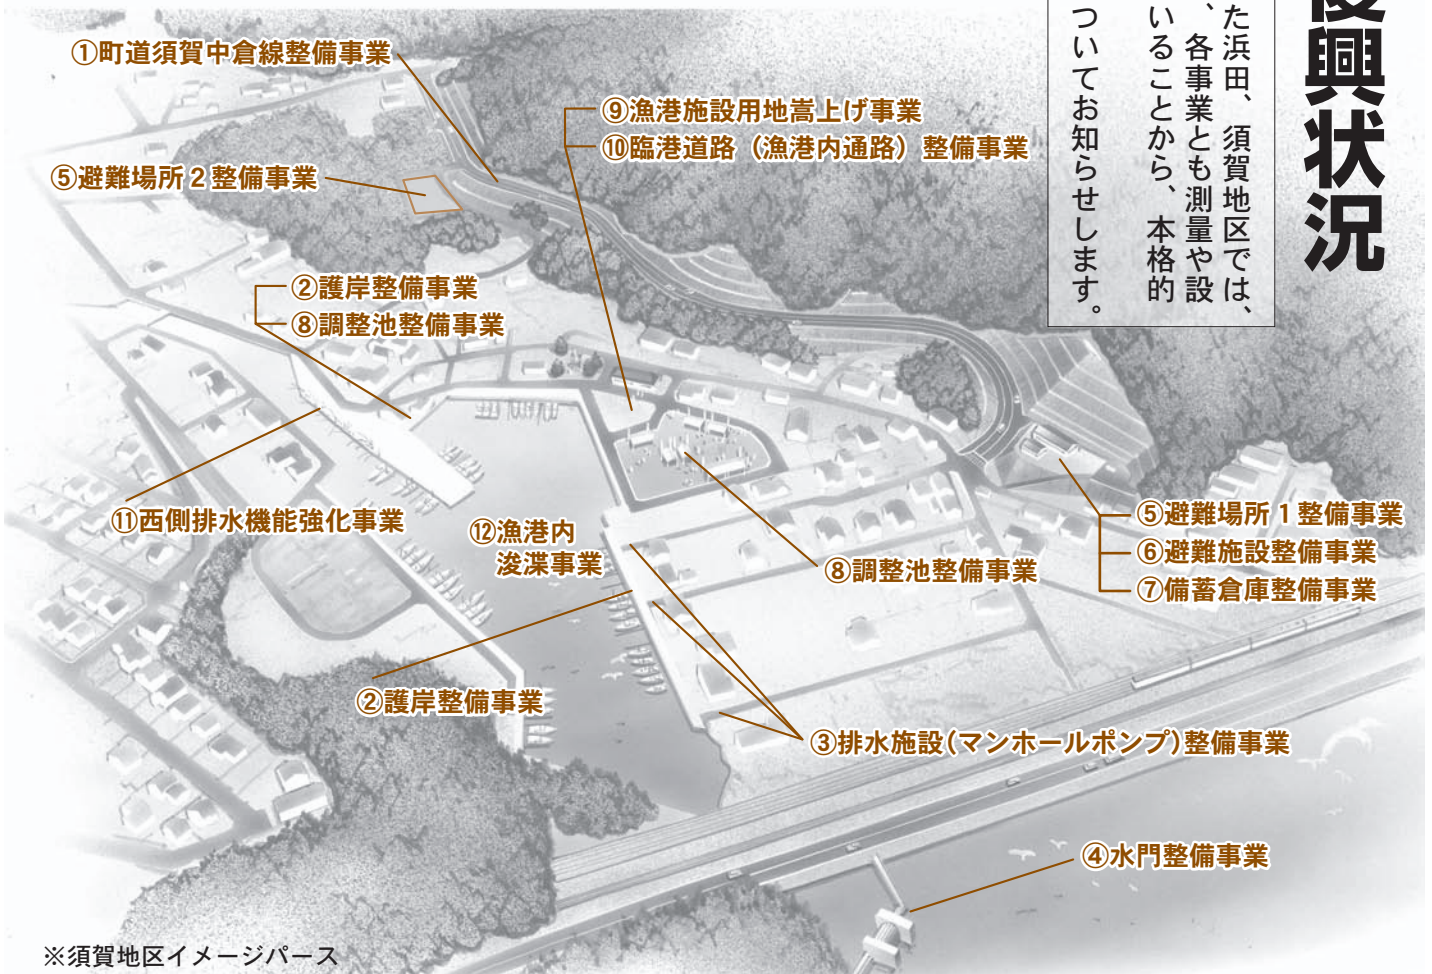 復興状況
た浜田、須賀地区では、
、各事業とも測量や設
いることから、本格的
ついてお知らせします。
①町道須賀中倉線整備事業
⑨漁港施設用地嵩上げ事業
⑩臨港道路（漁港内通路）整備事業
⑤避難場所２整備事業
②護岸整備事業
⑧調整池整備事業
⑪西側排水機能強化事業
⑫漁港内
浚渫事業
⑧調整池整備事業
⑤避難場所１整備事業
⑥避難施設整備事業
⑦備蓄倉庫整備事業
②護岸整備事業
③排水施設（マンホールポンプ）整備事業
④水門整備事業
※須賀地区イメージパース